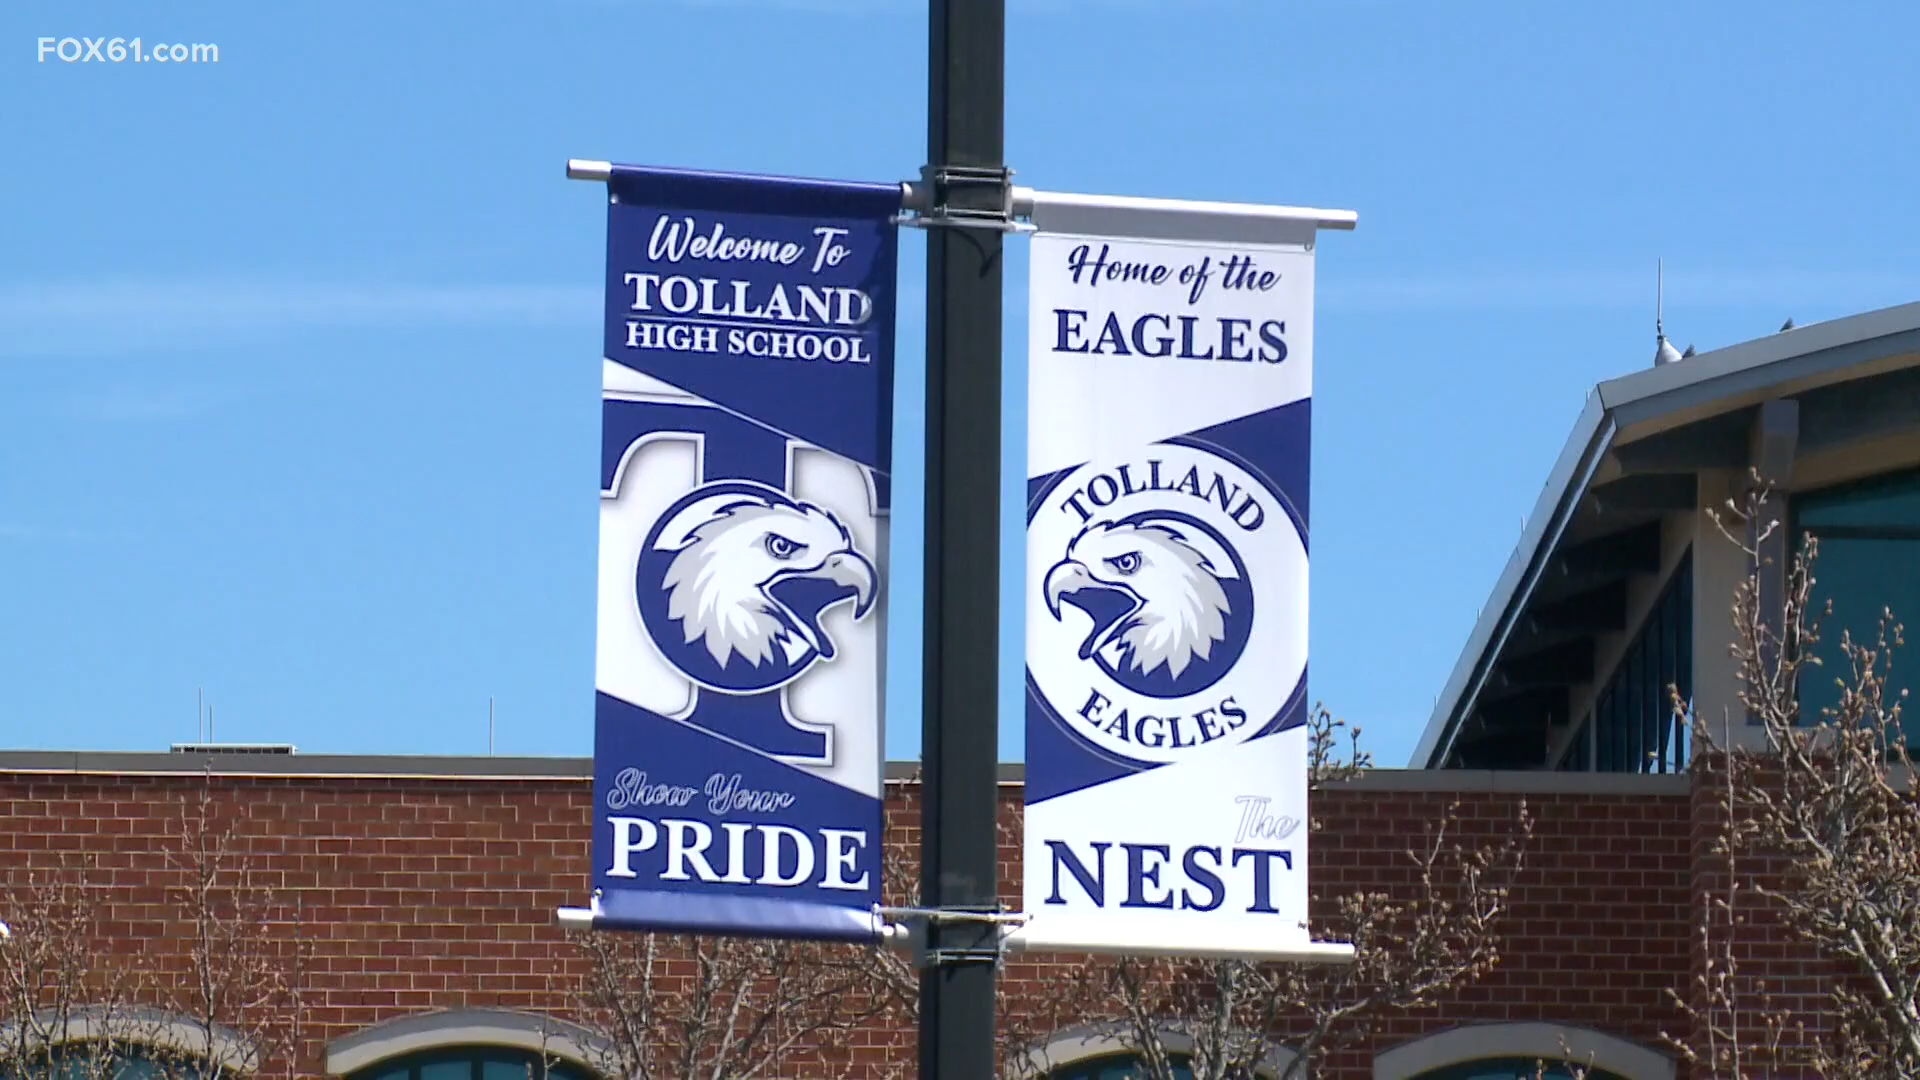 FOX61.com
Welcome To
TOLLAND
HIGH SCHOOL
T
Show Your
PRIDE
Home of the
EAGLES
TOLLAND
EAGLES
The
NEST